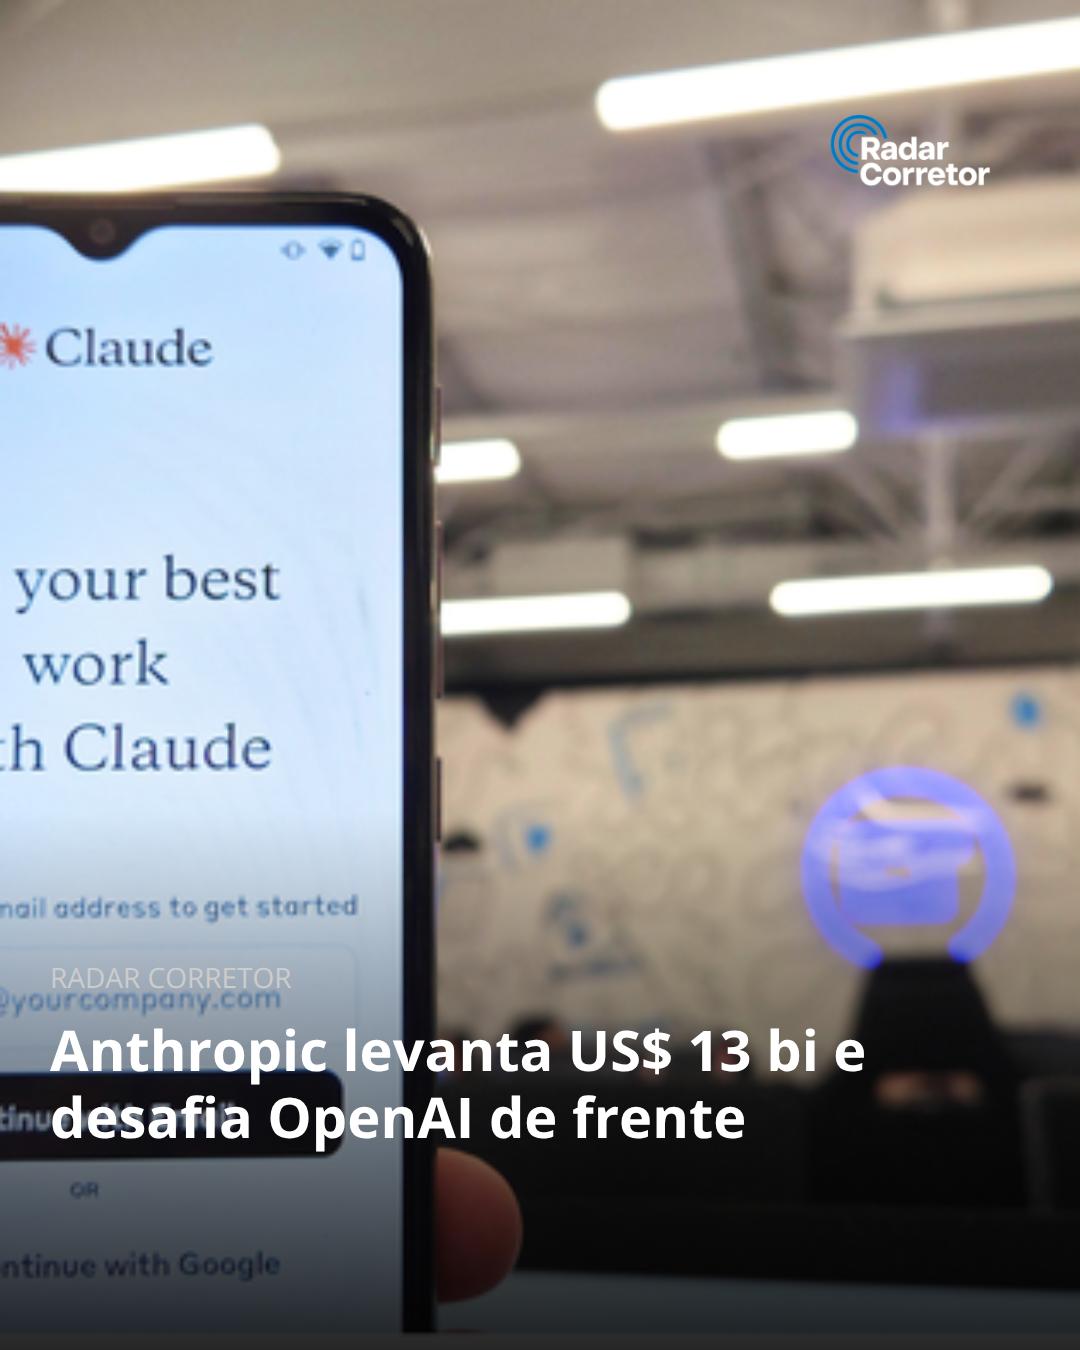 Radar
Corretor
Claude
your best
work
th Claude
mail address to get started
RADAR CORRETOR
@yourcompany.com
Anthropic levanta US$ 13 bi e
desafia OpenAI de frente
OR
ntinue with Google